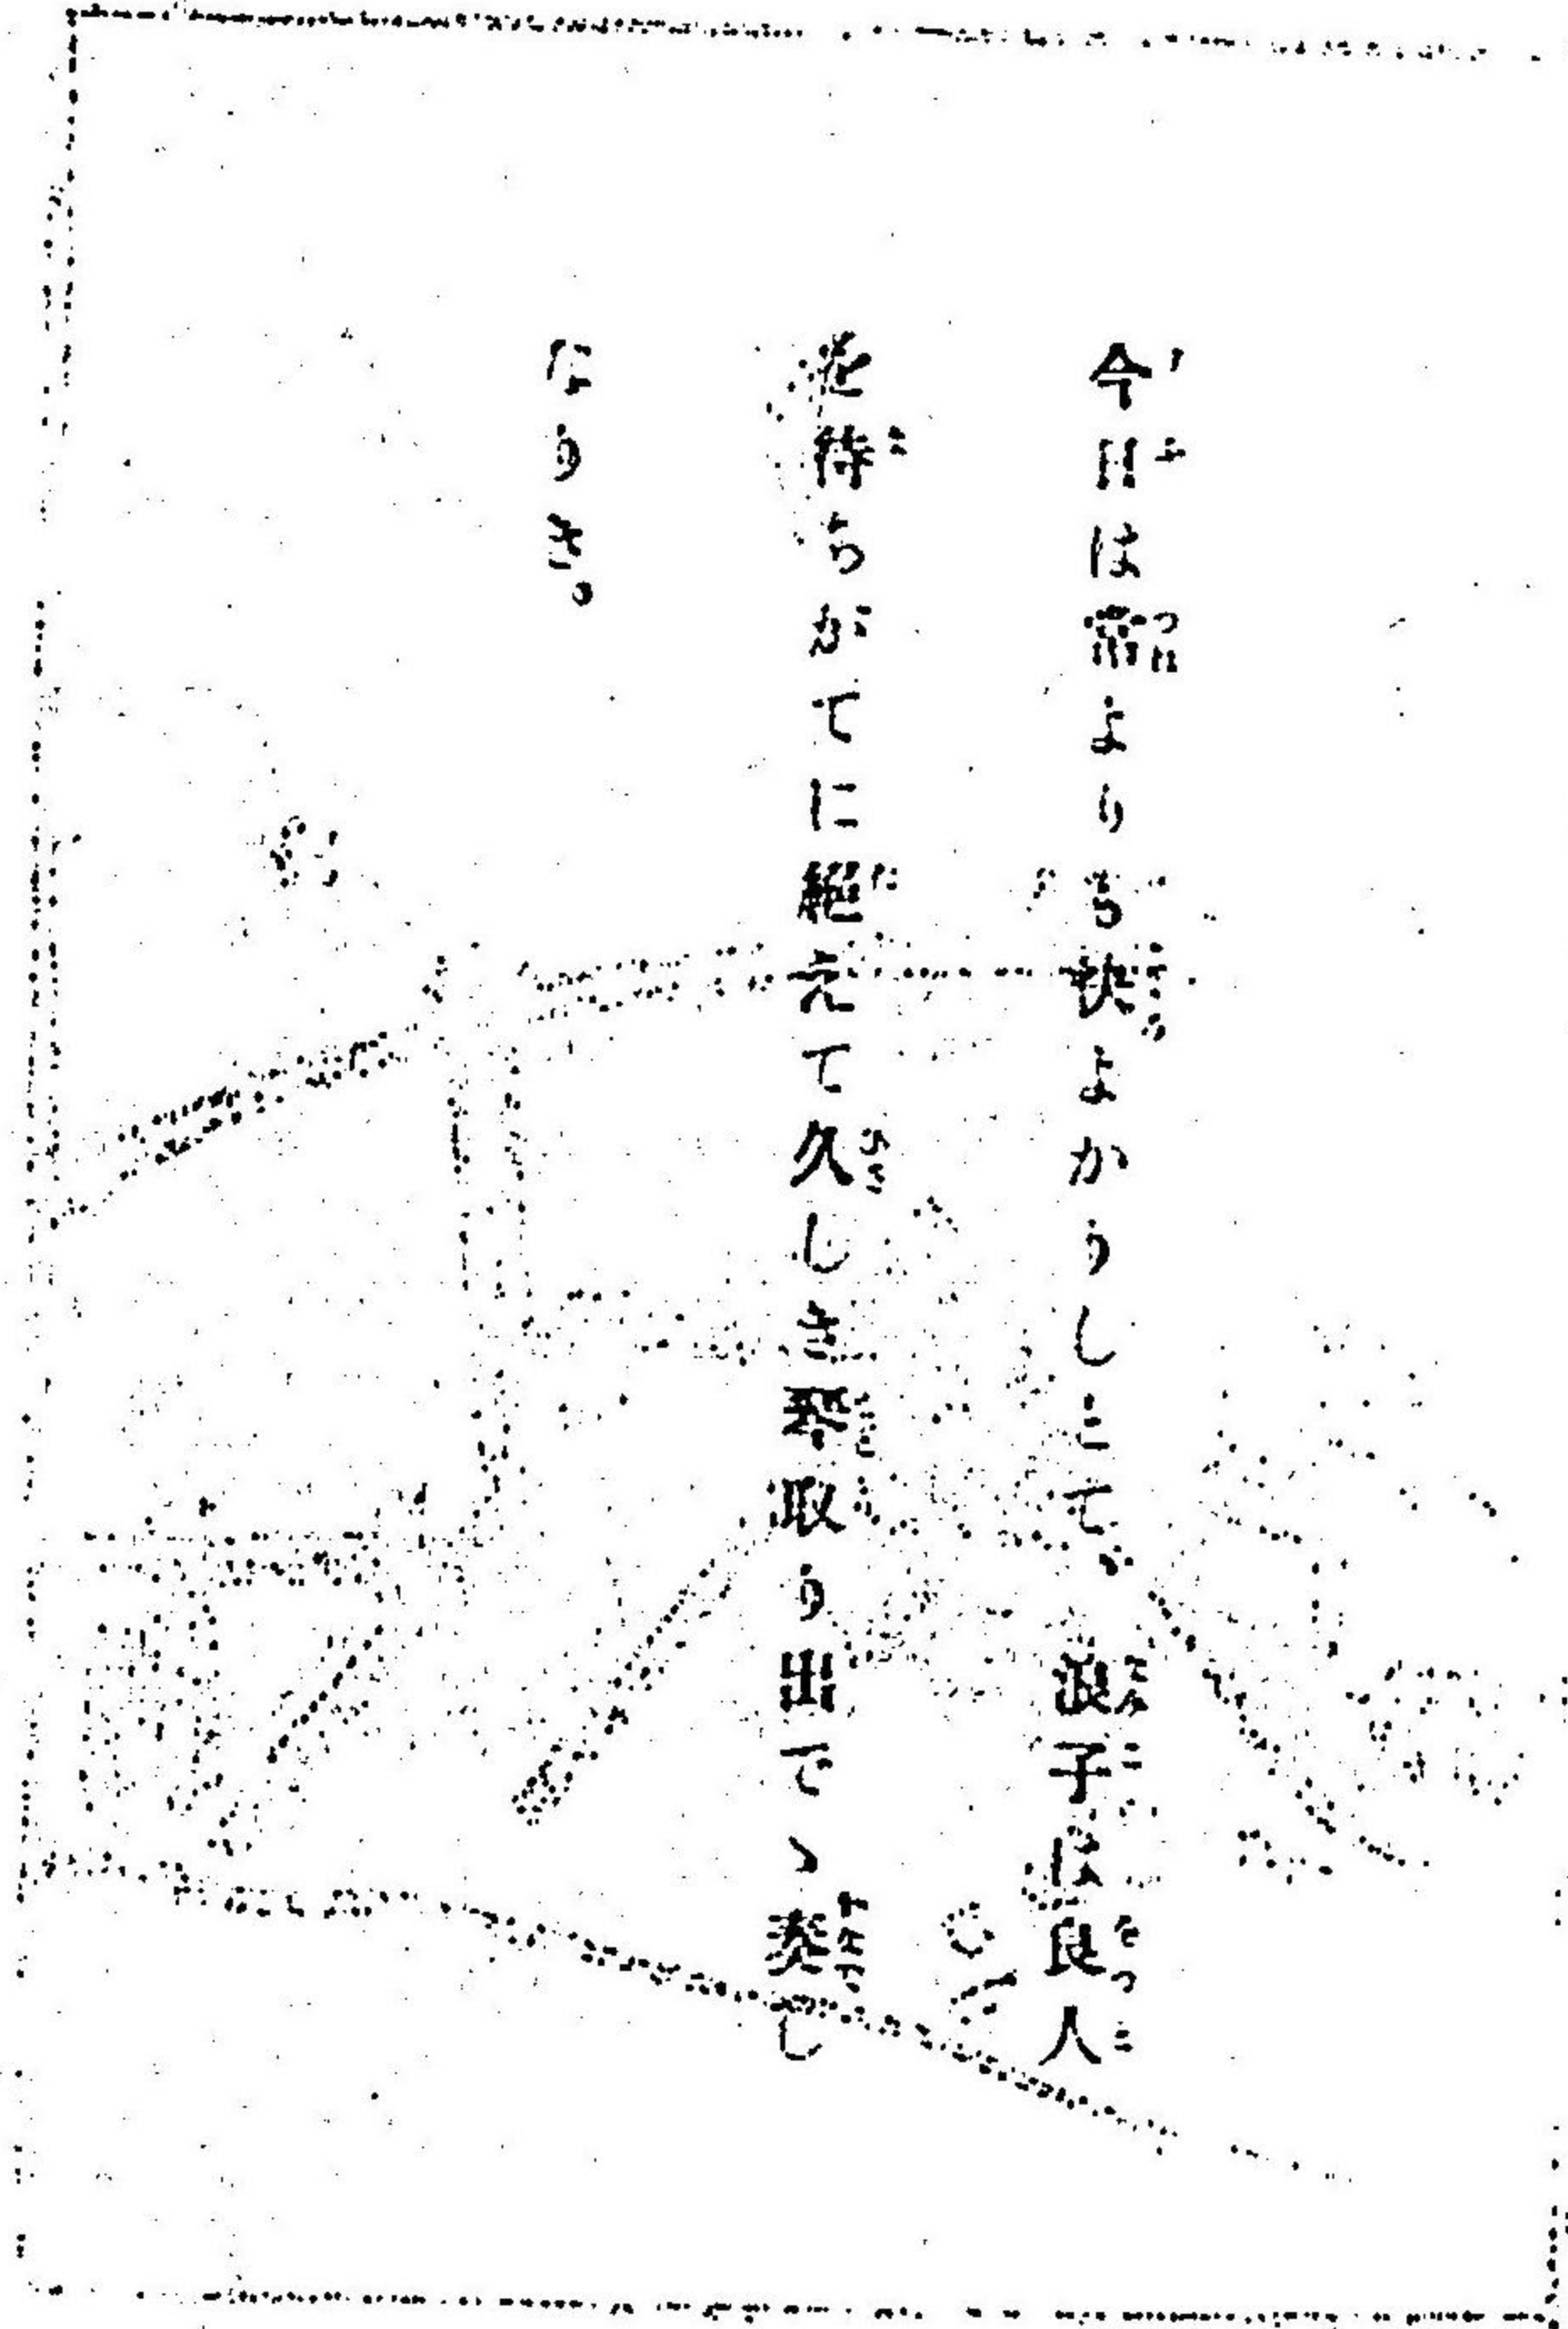 今日は常よりも快よかりしとて、浪子は良人
を待ちがてに絶えて久しき琴取り出でゝ奏し
なりき。